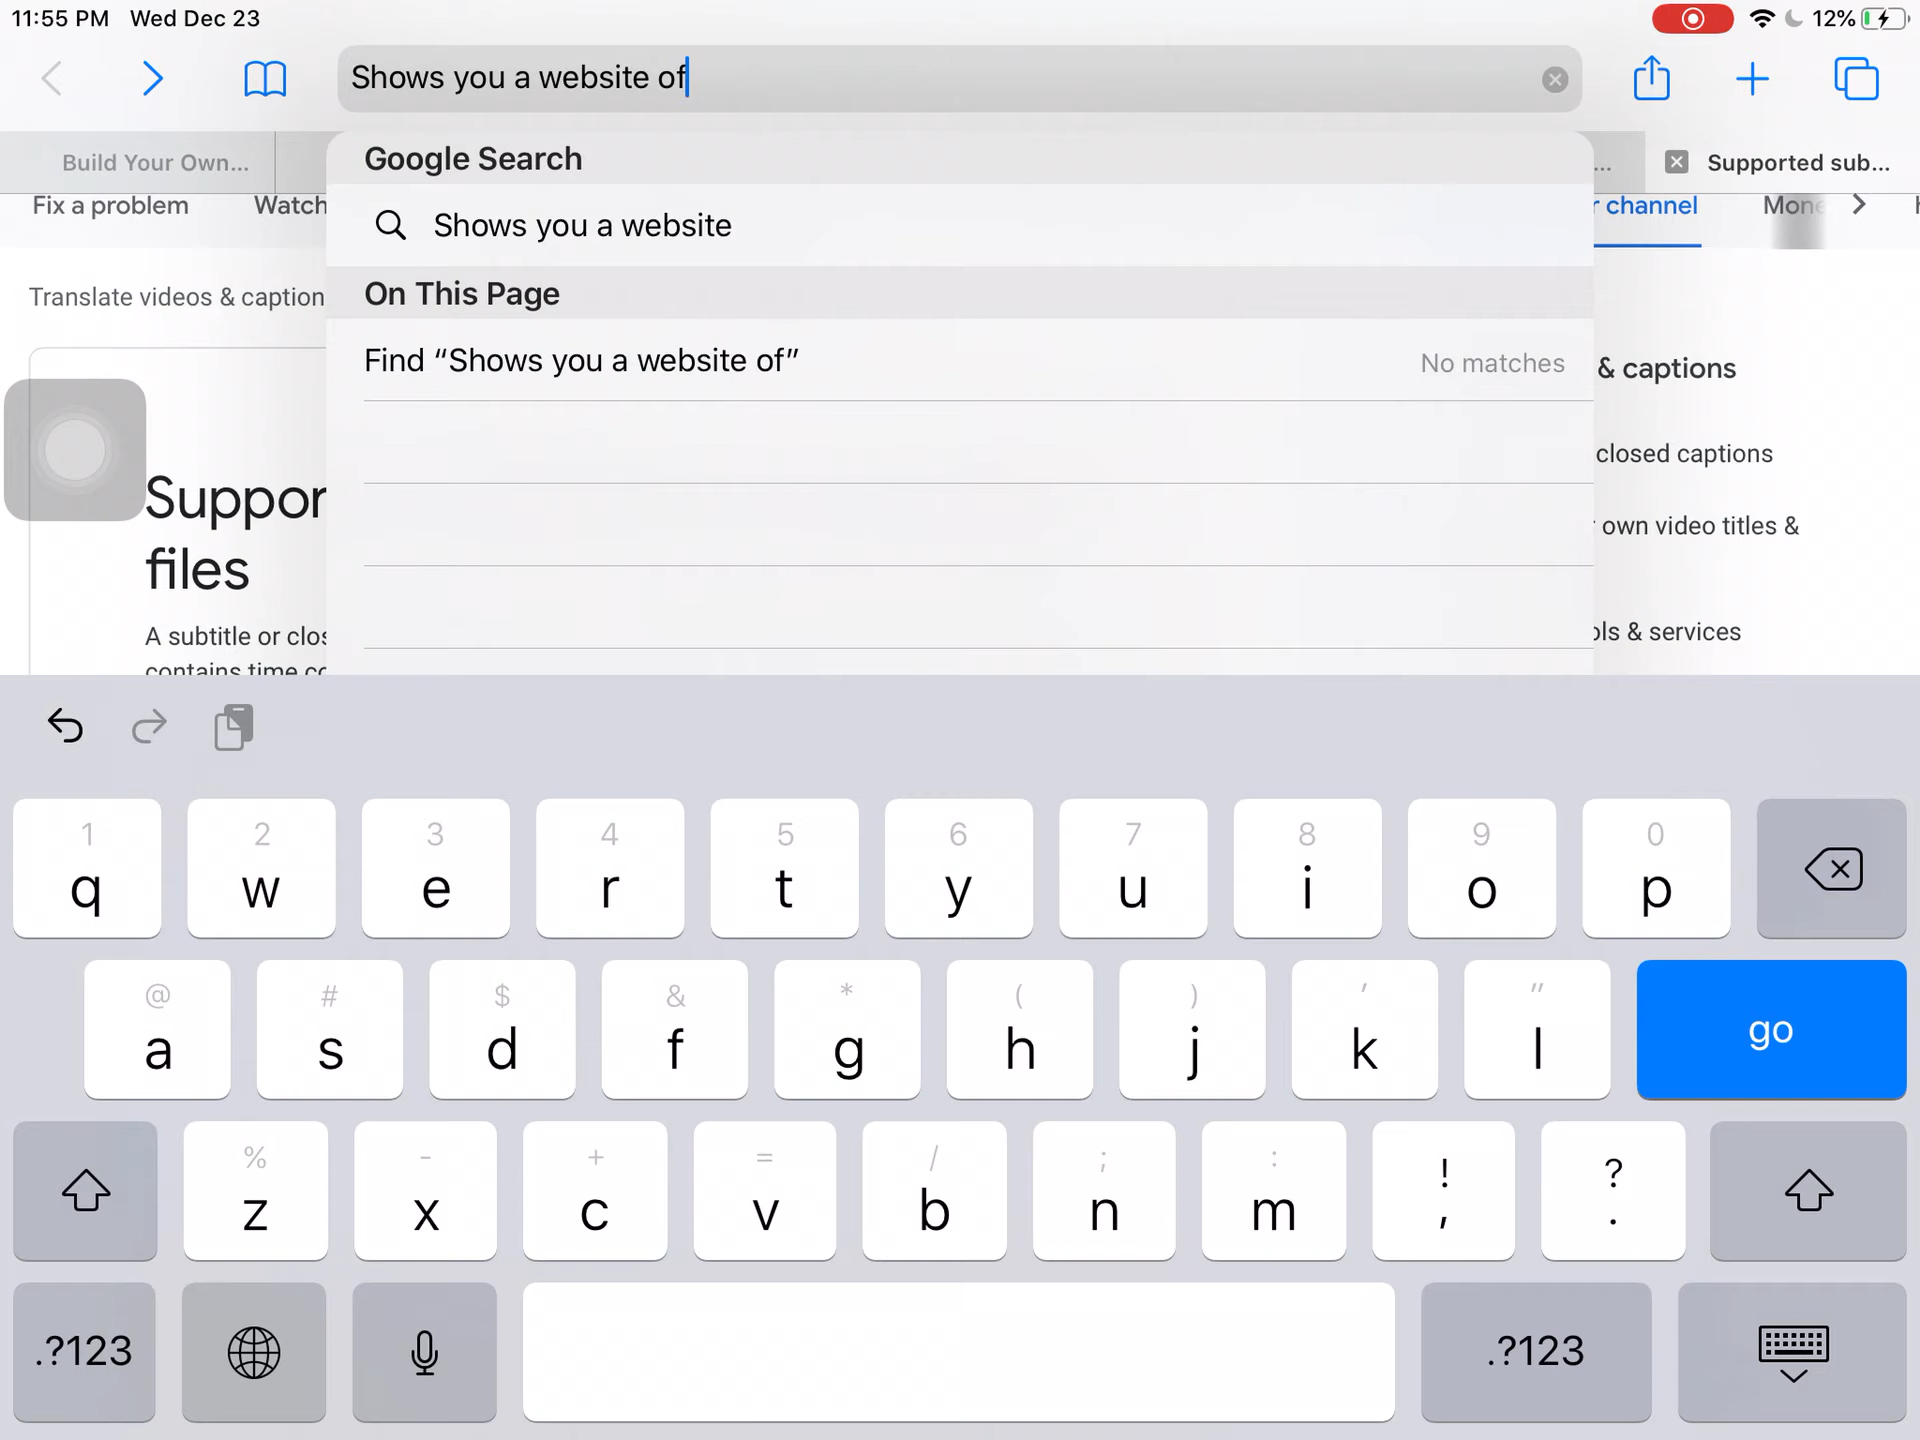 11:55 PM Wed Dec 23
12%
Shows you a website of
Build Your Own...
Google Search
...
Supported sub...
Fix a problem
Watch
Shows you a website
channel
Translate videos & caption
On This Page
Find “Shows you a website of”
No matches
& captions
closed captions
Suppor
files
own video titles &
A subtitle or clos
& services
contains time co
1 2 3 4 5 6 7 8 9 0
q w e r t y u i o p
@ # $ & * ( ) ' "
a s d f g h j k l
go
% - + = / ; : ! ?
z x c v b n m , .
.?123
.?123